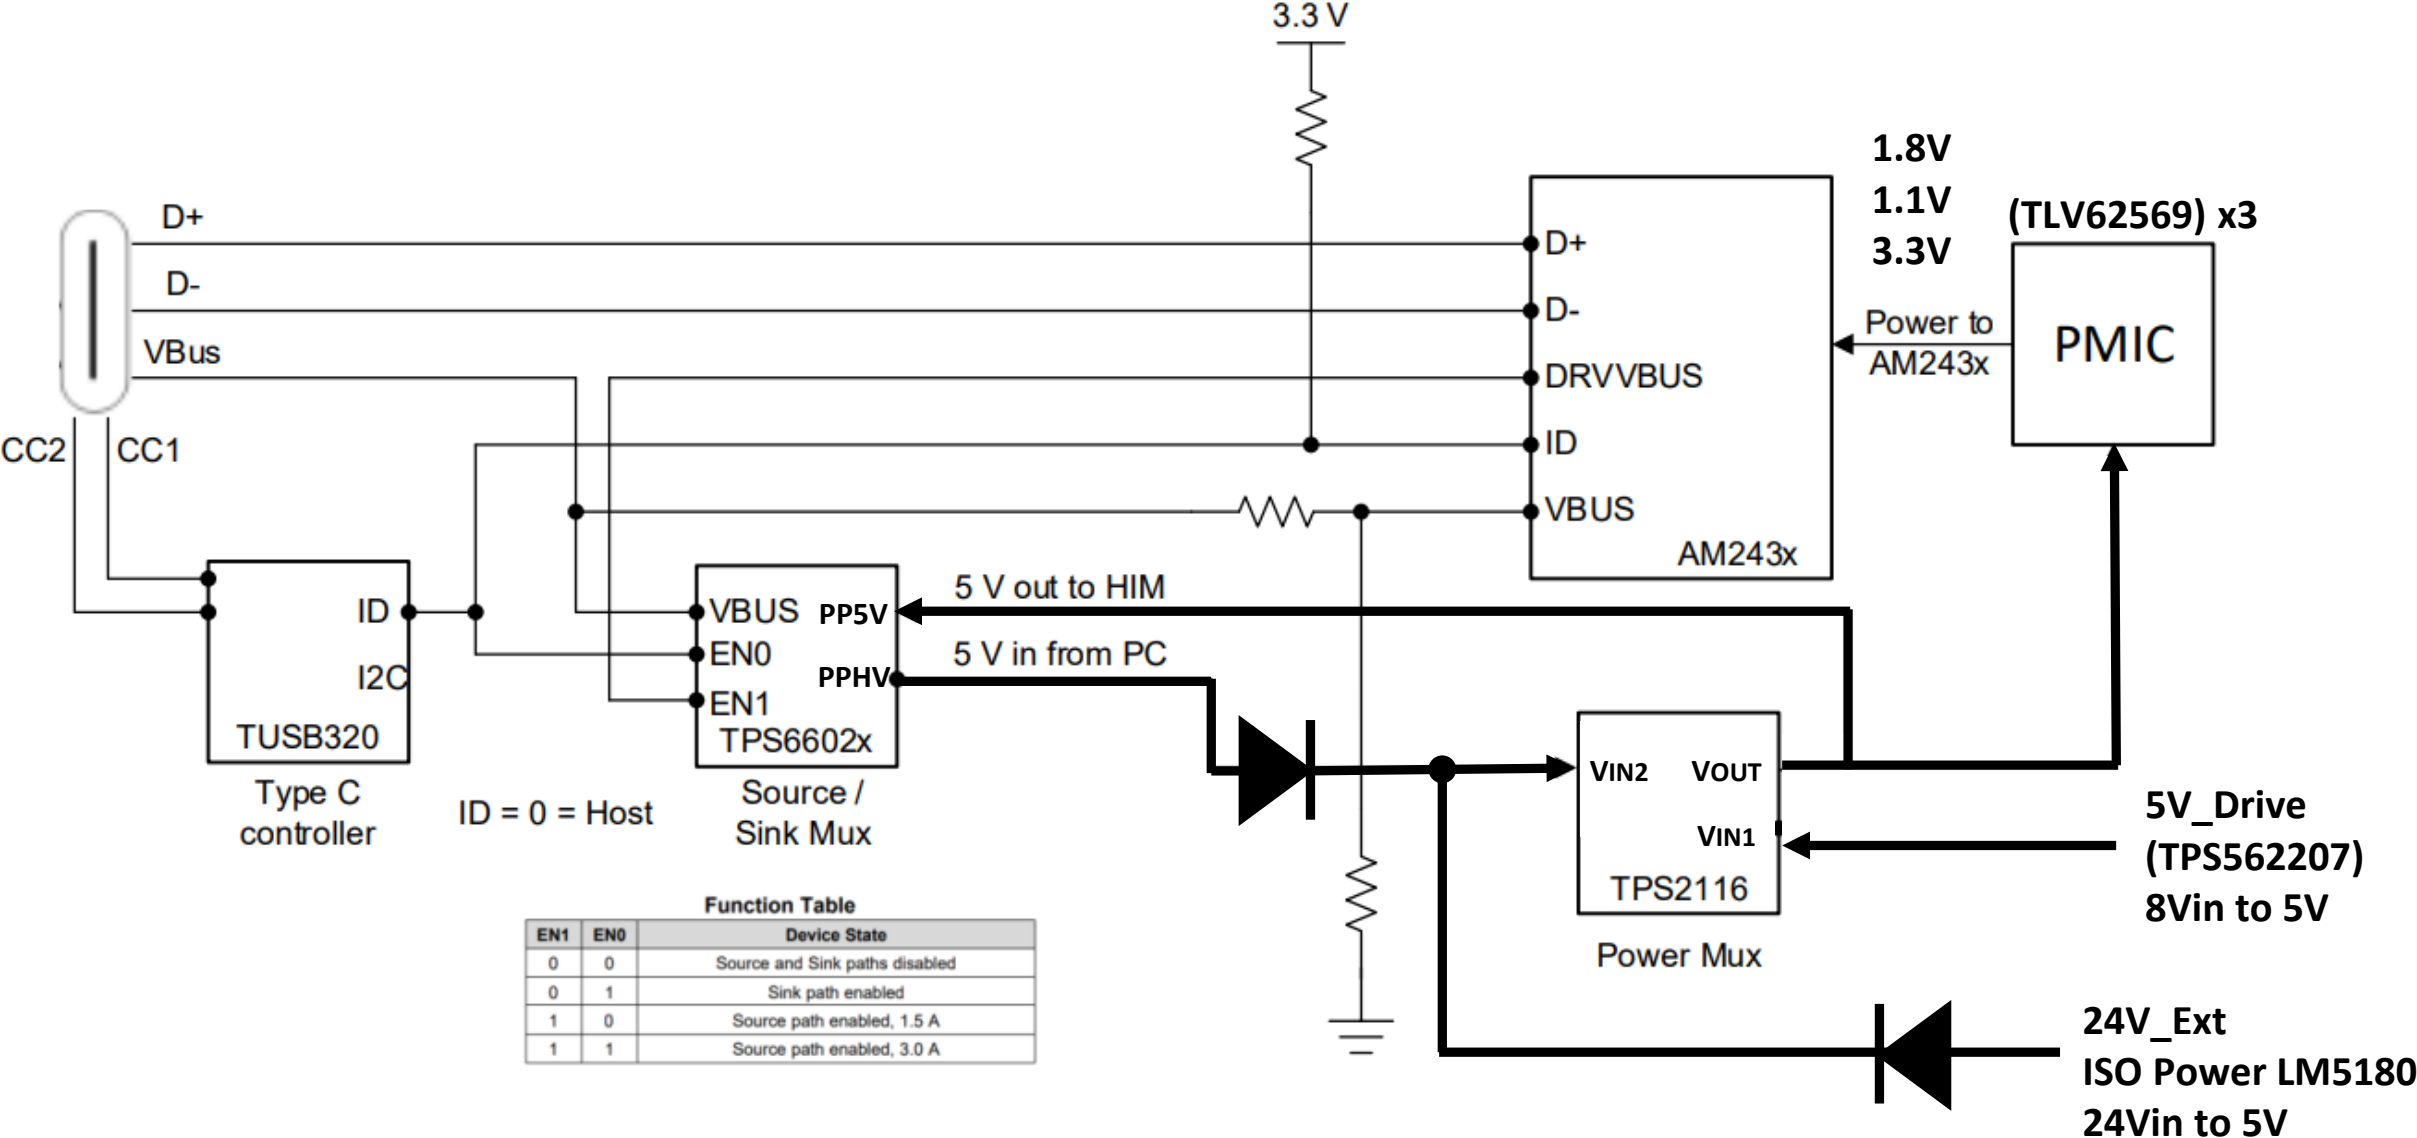 3.3 V
D+
D-
VBus
CC2
CC1
ID
I2C
TUSB320
Type C
controller
ID = 0 = Host
VBUS
PP5V
EN0
PPHV
EN1
TPS6602x
Source /
Sink Mux
5 V out to HIM
5 V in from PC
D+
D-
DRVVBUS
ID
VBUS
AM243x
1.8V
1.1V
3.3V
(TLV62569) x3
PMIC
Power to
AM243x
VIN2
VOUT
VIN1
TPS2116
Power Mux
5V_Drive
(TPS562207)
8Vin to 5V
24V_Ext
ISO Power LM5180
24Vin to 5V
Function Table
EN1 EN0 Device State
0 0 Source and Sink paths disabled
0 1 Sink path enabled
1 0 Source path enabled, 1.5 A
1 1 Source path enabled, 3.0 A